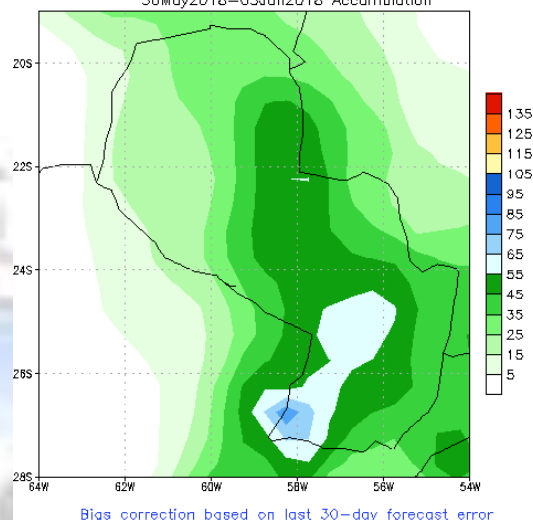 30May2018-05Jun2018 Accumulation
20S
22S
24S
26S
28S
64W 62W 60W 58W 56W 54W
135
125
115
105
95
85
75
65
55
45
35
25
15
5
Bias correction based on last 30-day forecast error